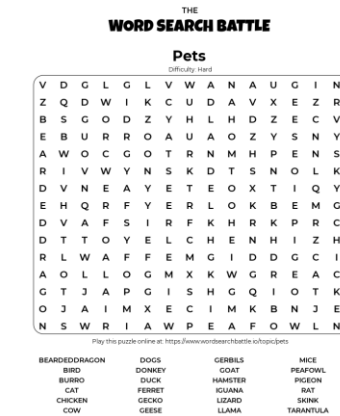 THE
WORD SEARCH BATTLE
Pets
Difficulty: Hard
V D G L G L V W A N A U G I N
Z Q D W I K C U D A V X E Z R
B S G O D Z Y H L H D Z E C V
E B U R R O A U A O Z Y S N Y
A W O C G O T R N M H P E N S
R I V W Y N S K D T S N O L K
D V N E A Y E T E O X T I Q Y
E H Q R F Y E R L O K B E M G
D V A F S I R F K H R K P R C
D T T O Y E L C H E N H I Z H
R L W A F F E M G I D D G C I
A O L L O G M X K W G R E A C
G T J A P G I S H G Q I O T K
O J A I M X E C I M K B N J E
N S W R I A W P E A F O W L N
Play this puzzle online at: https://www.wordsearchbattle.io/topic/pets
BEARDEDDRAGON DOGS GERBILS MICE
BIRD DONKEY GOAT PEAFOWL
BURRO DUCK HAMSTER PIGEON
CAT FERRET IGUANA RAT
CHICKEN GECKO LIZARD SKINK
COW GEESE LLAMA TARANTULA